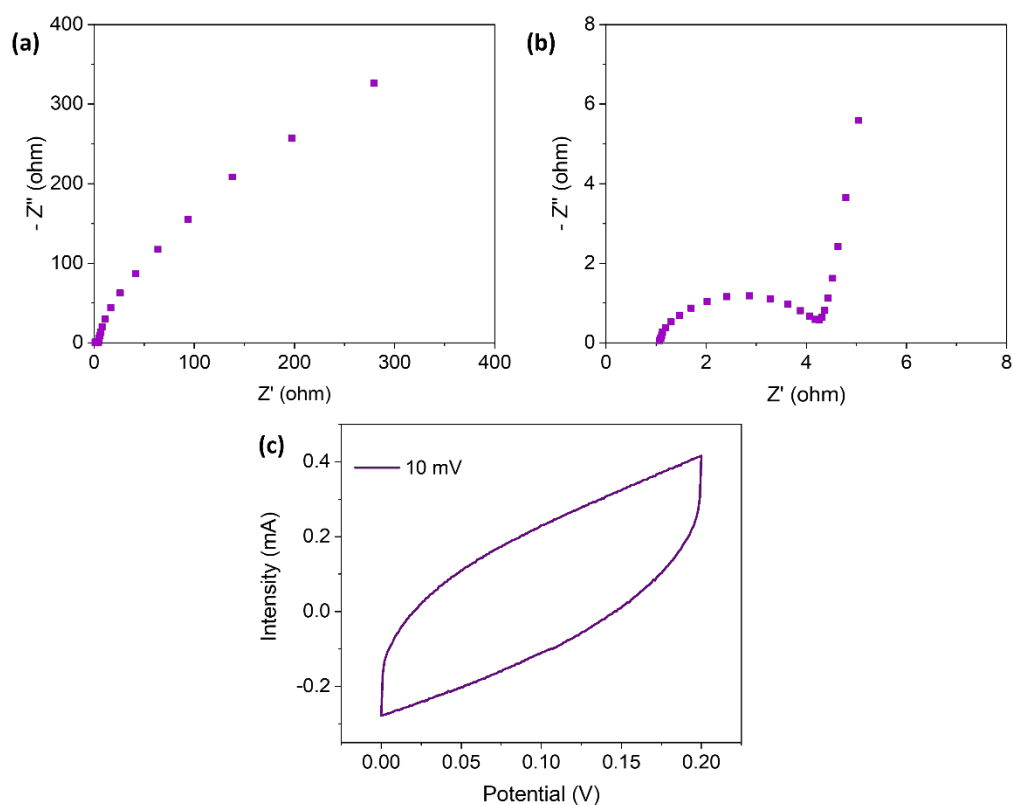 (a)
400
300
200
100
0
- Z" (ohm)
0 100 200 300 400
Z' (ohm)
(b)
8
6
4
2
0
- Z" (ohm)
0 2 4 6 8
Z' (ohm)
(c)
10 mV
0.4
0.2
0.0
-0.2
Intensity (mA)
0.00 0.05 0.10 0.15 0.20
Potential (V)